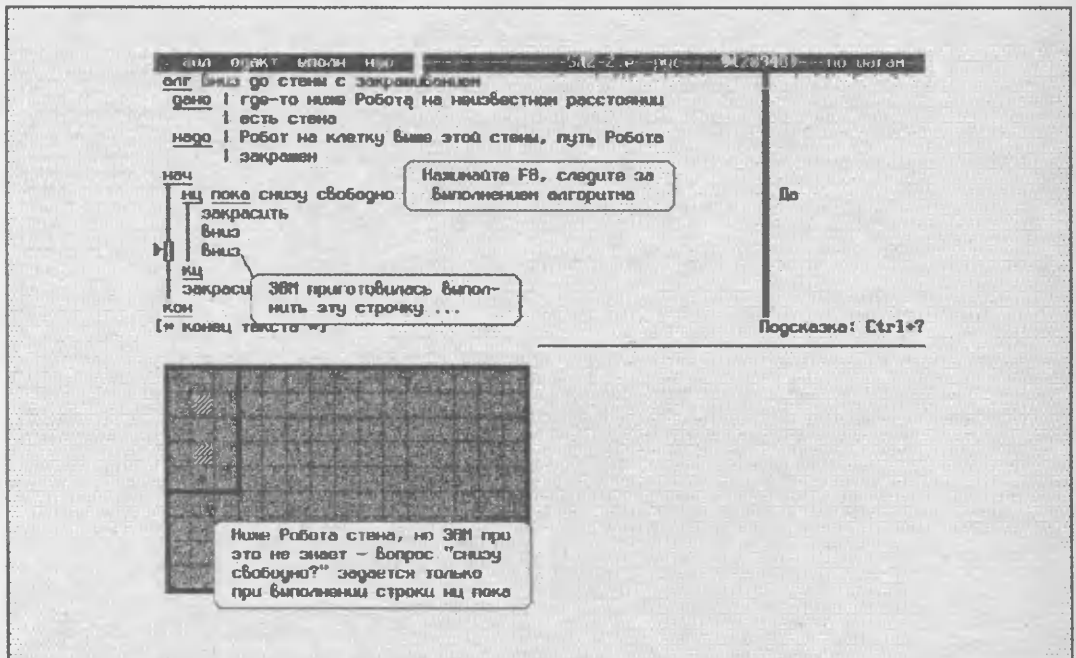 алг вниз до стены с закрашиванием
дано | где-то ниже Робота на неизвестном расстоянии
| есть стена
надо | Робот на клетку выше этой стены, путь Робота
| закрашен
нач
нц пока снизу свободно
Нажимайте F8, следите за
выполнением алгоритма
Да
закрасить
вниз
вниз
кц
закраси
ЭВМ приготовилась выпол-
нить эту строчку ...
кон
[* конец текста *]
Подсказка: Ctrl+?
Ниже Робота стена, но ЭВМ про
это не знает – вопрос "снизу
свободно?" задается только
при выполнении строки нц пока